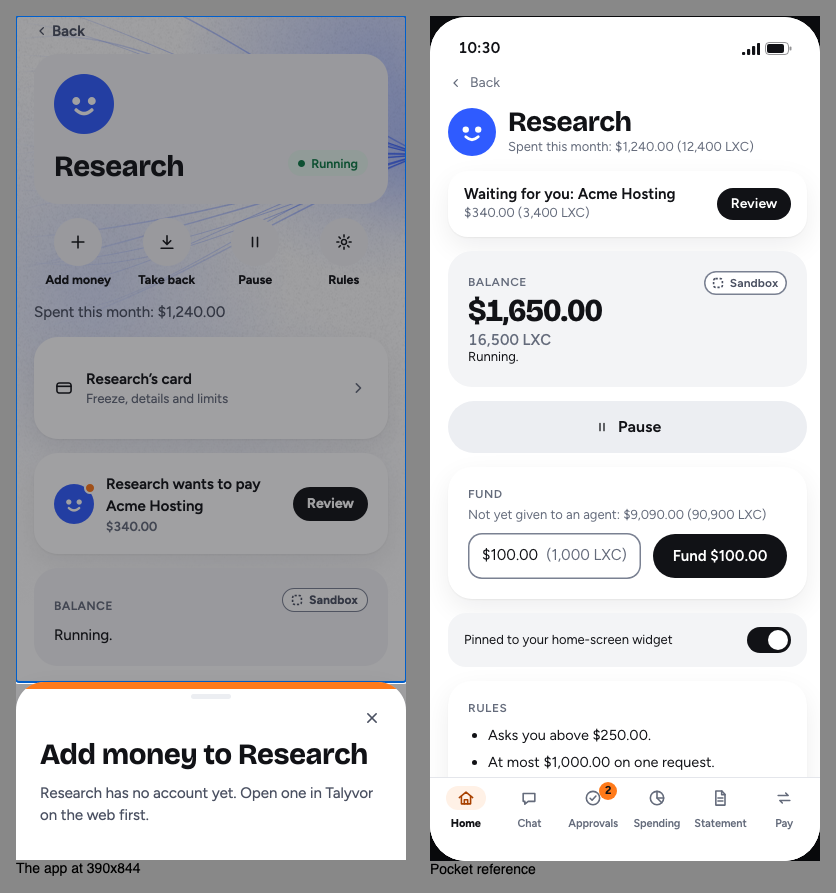 Back
Research
Running
Add money
Take back
Pause
Rules
Spent this month: $1,240.00
Research’s card
Freeze, details and limits
Research wants to pay
Acme Hosting
$340.00
Review
BALANCE
Sandbox
Running.
Add money to Research
Research has no account yet. Open one in Talyvor
on the web first.
The app at 390x844
10:30
Back
Research
Spent this month: $1,240.00 (12,400 LXC)
Waiting for you: Acme Hosting
$340.00 (3,400 LXC)
Review
BALANCE
Sandbox
$1,650.00
16,500 LXC
Running.
Pause
FUND
Not yet given to an agent: $9,090.00 (90,900 LXC)
$100.00 (1,000 LXC)
Fund $100.00
Pinned to your home-screen widget
RULES
Asks you above $250.00.
At most $1,000.00 on one request.
2
Home
Chat
Approvals
Spending
Statement
Pay
Pocket reference